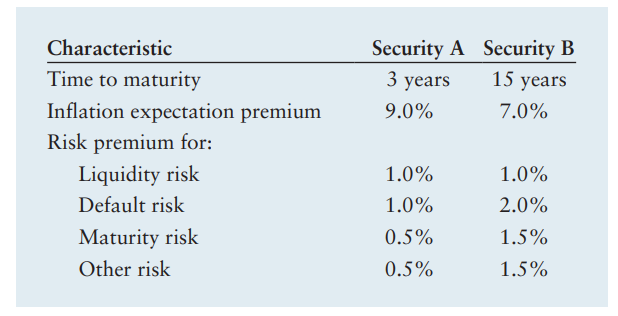 Characteristic Security A Security B
Time to maturity 3 years 15 years
Inflation expectation premium 9.0% 7.0%
Risk premium for:
Liquidity risk 1.0% 1.0%
Default risk 1.0% 2.0%
Maturity risk 0.5% 1.5%
Other risk 0.5% 1.5%